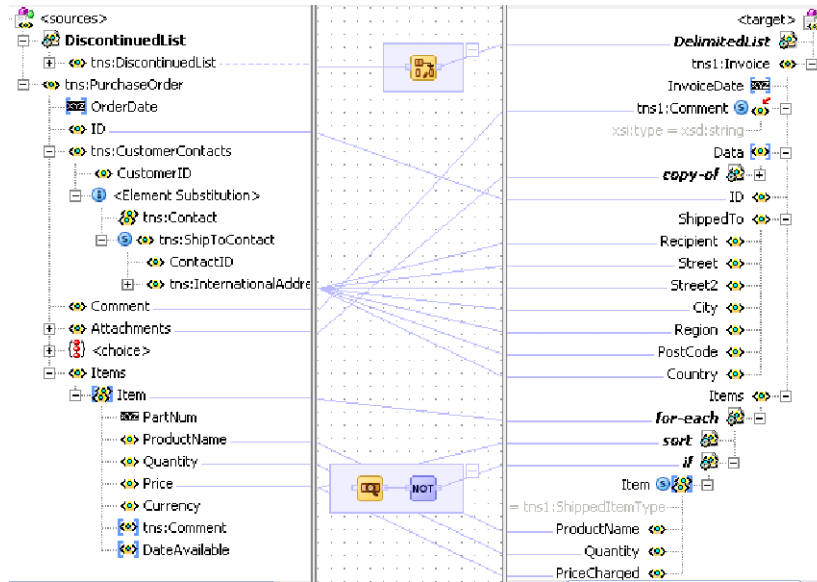 <sources>
DiscontinuedList
tns:DiscontinuedList
tns:PurchaseOrder
OrderDate
ID
tns:CustomerContacts
CustomerID
<Element Substitution>
tns:Contact
tns:ShipToContact
ContactID
tns:InternationalAddre
Comment
Attachments
<choice>
Items
Item
PartNum
ProductName
Quantity
Price
Currency
tns:Comment
DateAvailable
NOT
<target>
DelimitedList
tns1:Invoice
InvoiceDate
tns1:Comment
xsi:type = xsd:string
Data
copy-of
ID
ShippedTo
Recipient
Street
Street2
City
Region
PostCode
Country
Items
for-each
sort
if
Item
= tns1:ShippedItemType
ProductName
Quantity
PriceCharged